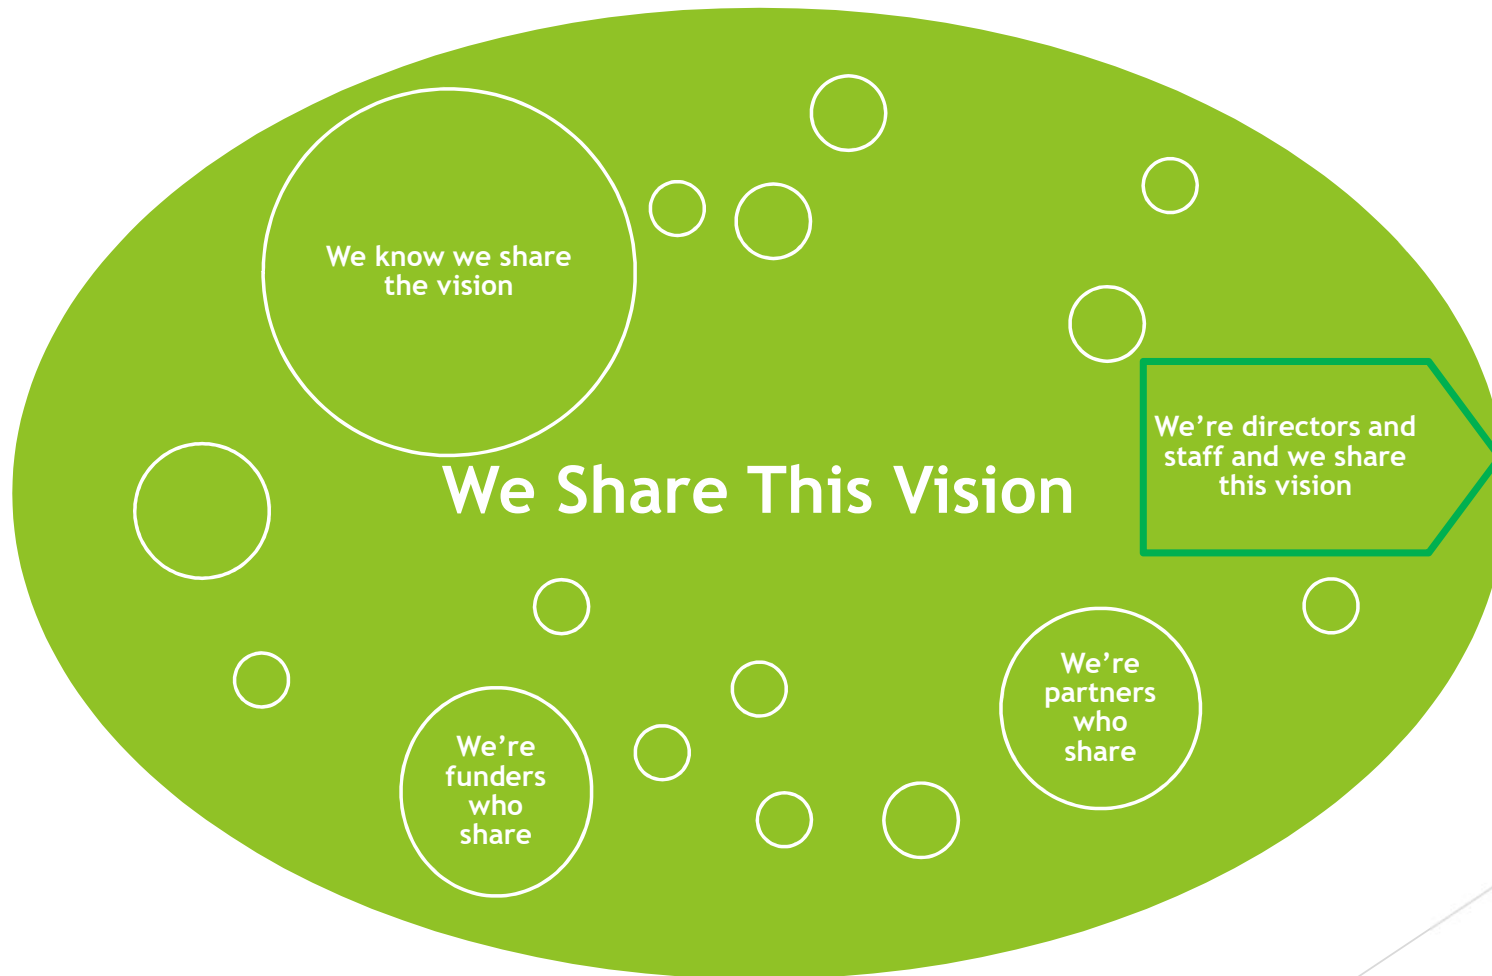 We know we share
the vision
We Share This Vision
We’re directors and
staff and we share
this vision
We’re
funders
who
share
We’re
partners
who
share